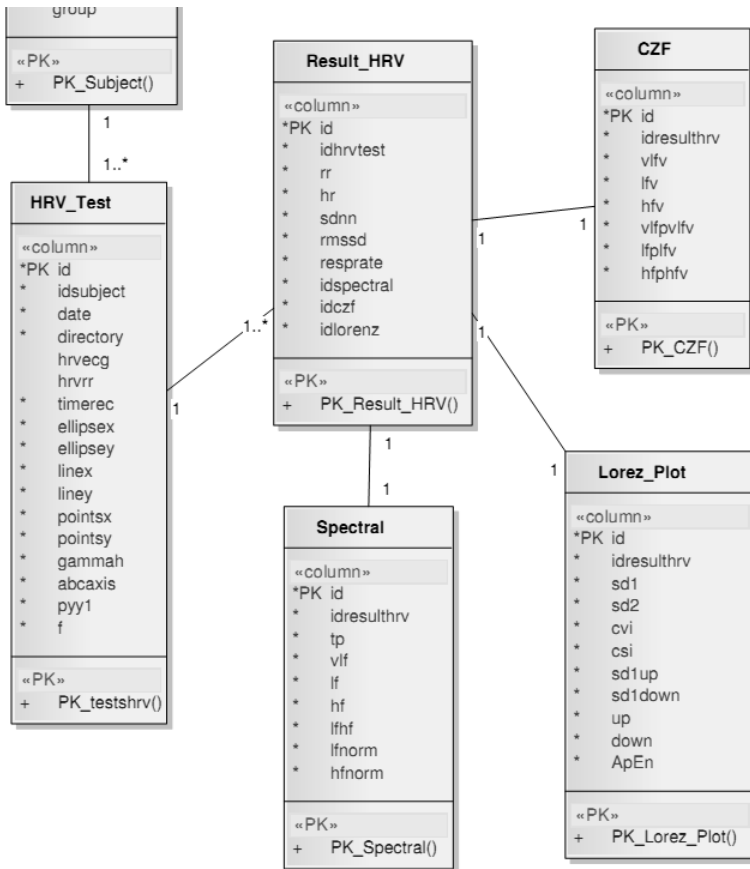 group
«PK»
+ PK_Subject()
1
1..*
HRV_Test
«column»
*PK id
* idsubject
* date
* directory
hrvecg
hrvrr
* timerec
* ellipsex
* ellipsey
* linex
* liney
* pointsx
* pointsy
* gammah
* abcaxis
* pyy1
* f
«PK»
+ PK_testshrv()
1
1..*
Result_HRV
«column»
*PK id
* idhrvtest
* rr
* hr
* sdnn
* rmssd
* resprate
* idspectral
* idczf
* idlorenz
«PK»
+ PK_Result_HRV()
1
1
Spectral
«column»
*PK id
* idresulthrv
* tp
* vlf
* lf
* hf
* lfhf
* lfnorm
* hfnorm
«PK»
+ PK_Spectral()
1
1
CZF
«column»
*PK id
* idresulthrv
* vlfv
* lfv
* hfv
* vlfpvlfv
* lfplfv
* hfphfv
«PK»
+ PK_CZF()
1
1
Lorez_Plot
«column»
*PK id
* idresulthrv
* sd1
* sd2
* cvi
* csi
* sd1up
* sd1down
* up
* down
* ApEn
«PK»
+ PK_Lorez_Plot()